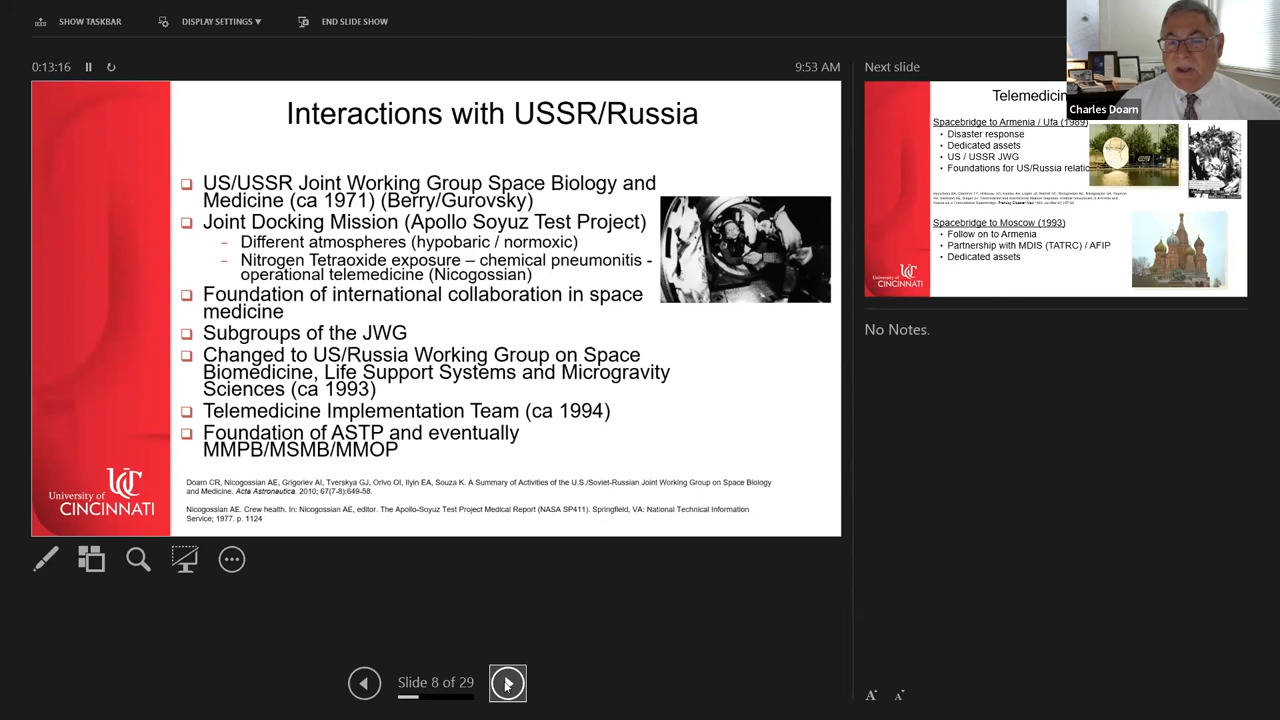 SHOW TASKBAR
DISPLAY SETTINGS
END SLIDE SHOW
0:13:16
9:53 AM
Interactions with USSR/Russia
US/USSR Joint Working Group Space Biology and
Medicine (ca 1971) (Berry/Gurovsky)
Joint Docking Mission (Apollo Soyuz Test Project)
Different atmospheres (hypobaric / normoxic)
Nitrogen Tetraoxide exposure – chemical pneumonitis -
operational telemedicine (Nicogossian)
Foundation of international collaboration in space
medicine
Subgroups of the JWG
Changed to US/Russia Working Group on Space
Biomedicine, Life Support Systems and Microgravity
Sciences (ca 1993)
Telemedicine Implementation Team (ca 1994)
Foundation of ASTP and eventually
MMPB/MSMB/MMOP
Doarn CR, Nicogossian AE, Grigoriev AI, Tverskya GJ, Orlvo OI, Ilyin EA, Souza K. A Summary of Activities of the U.S./Soviet-Russian Joint Working Group on Space Biology
and Medicine. Acta Astronautica. 2010; 67(7-8):649-58.
Nicogossian AE. Crew health. In: Nicogossian AE, editor. The Apollo-Soyuz Test Project Medical Report (NASA SP411). Springfield, VA: National Technical Information
Service; 1977. p. 1124
UC
University of
CINCINNATI
Slide 8 of 29
Next slide
Charles Doarn
Spacebridge to Armenia / Ufa (1989)
Disaster response
Dedicated assets
US / USSR JWG
Foundations for US/Russia
Spacebridge to Moscow (1993)
Follow on to Armenia
Partnership with MDIS (TATRC) / AFIP
Dedicated assets
UC
University of
CINCINNATI
No Notes.
A
A